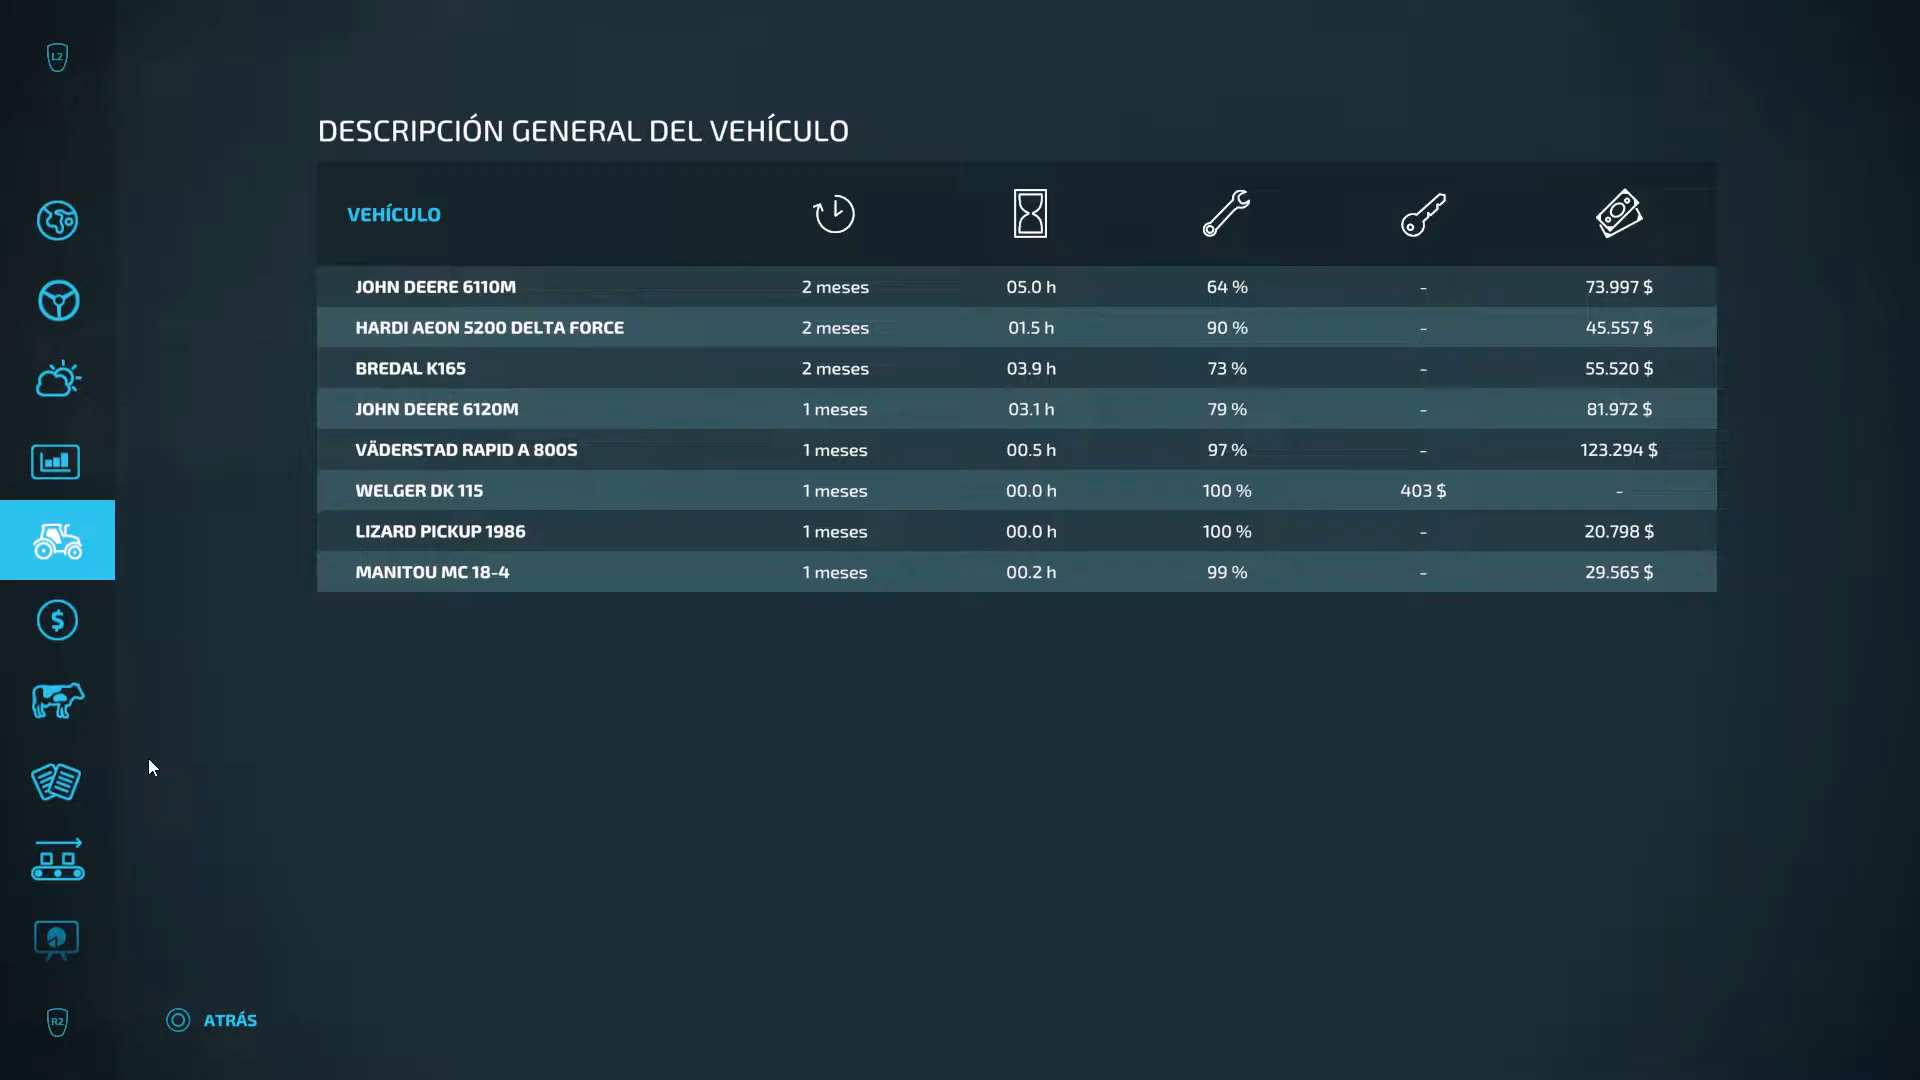 L2
DESCRIPCIÓN GENERAL DEL VEHÍCULO
VEHÍCULO
JOHN DEERE 6110M 2 meses 05.0 h 64 % - 73.997 $
HARDI AEON 5200 DELTA FORCE 2 meses 01.5 h 90 % - 45.557 $
BREDAL K165 2 meses 03.9 h 73 % - 55.520 $
JOHN DEERE 6120M 1 meses 03.1 h 79 % - 81.972 $
VÄDERSTAD RAPID A 800S 1 meses 00.5 h 97 % - 123.294 $
WELGER DK 115 1 meses 00.0 h 100 % 403 $ -
LIZARD PICKUP 1986 1 meses 00.0 h 100 % - 20.798 $
MANITOU MC 18-4 1 meses 00.2 h 99 % - 29.565 $
R2
ATRÁS